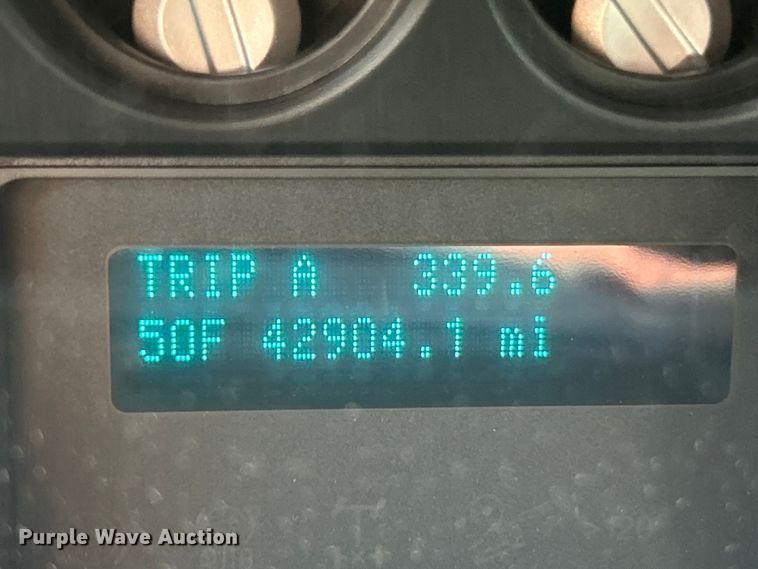 TRIP A 339.6
50F 42904.1 mi
Purple Wave Auction